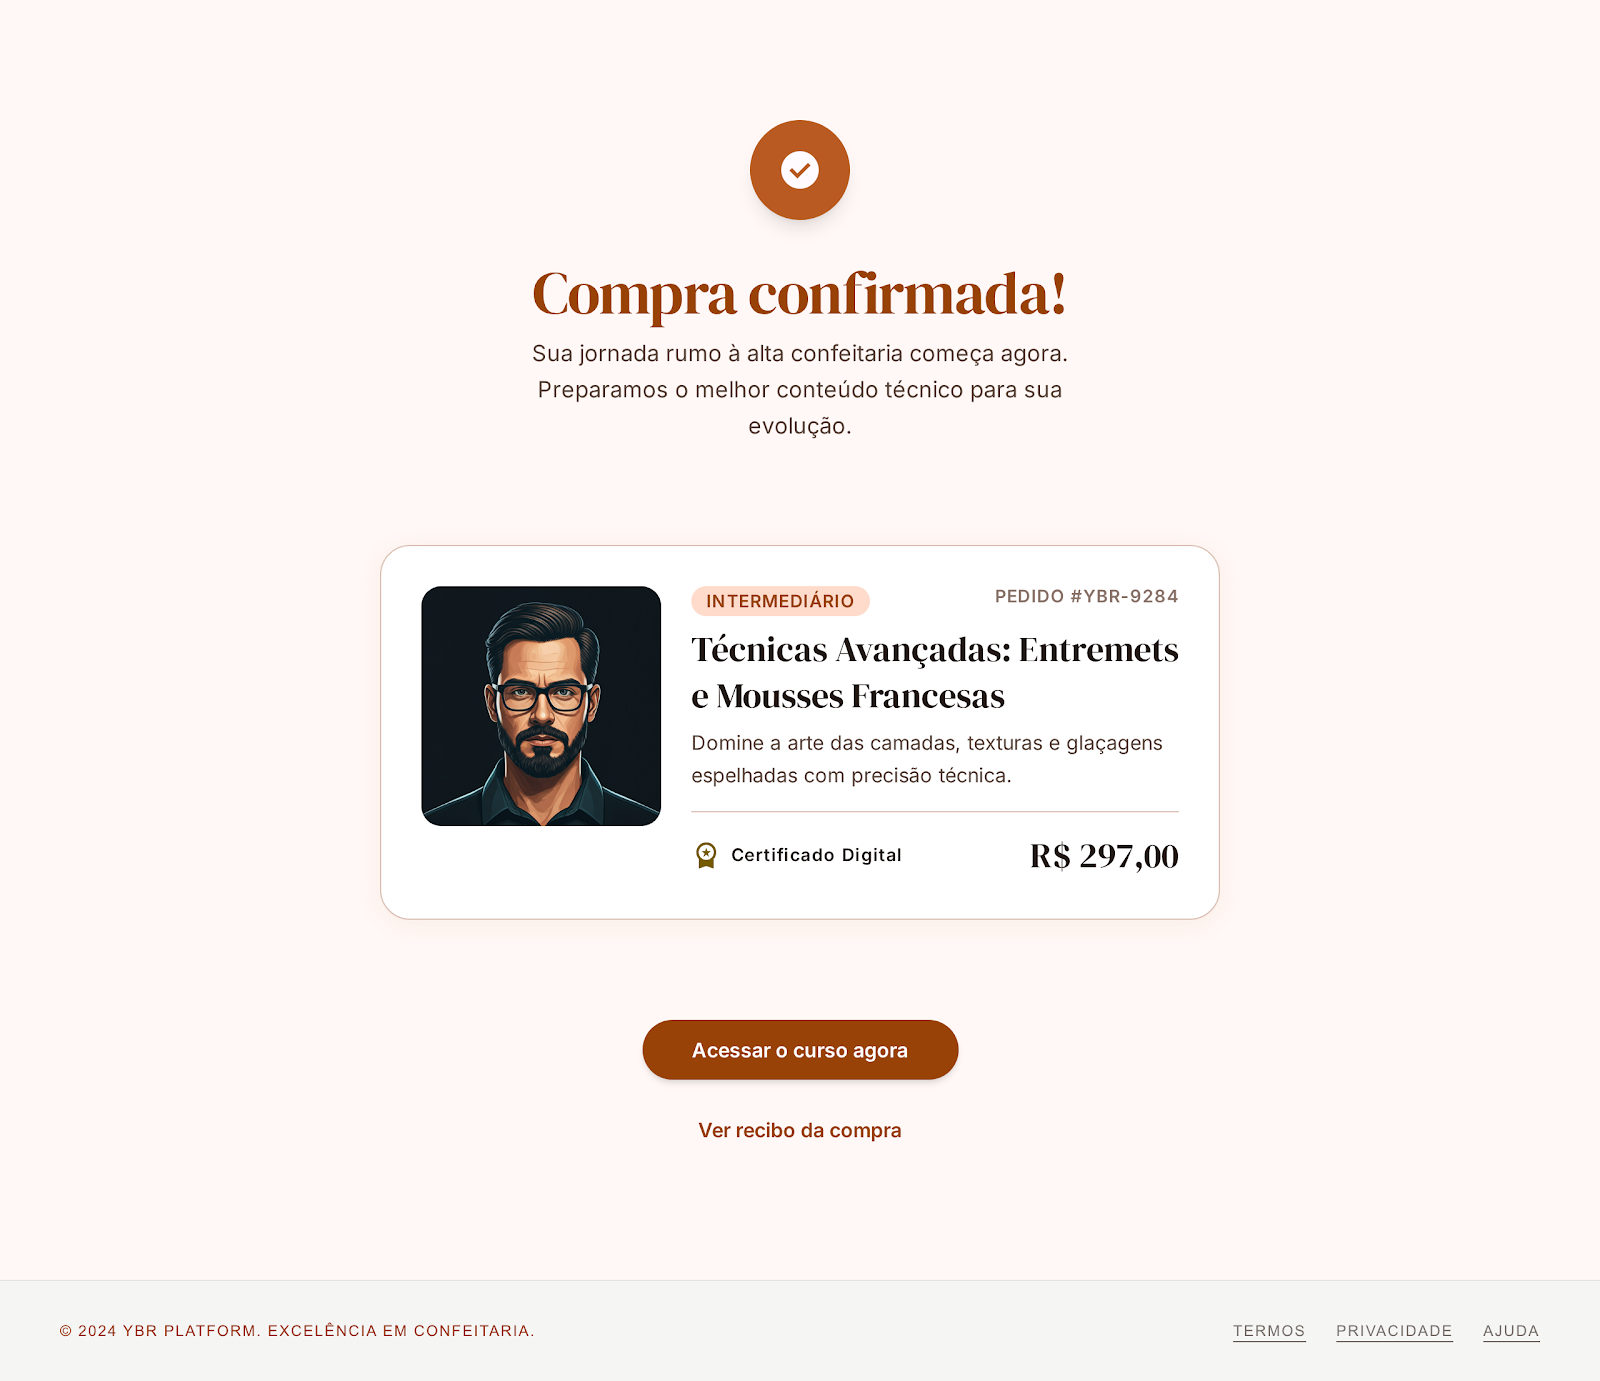 Compra confirmada!
Sua jornada rumo à alta confeitaria começa agora.
Preparamos o melhor conteúdo técnico para sua
evolução.
INTERMEDIÁRIO
PEDIDO #YBR-9284
Técnicas Avançadas: Entremets
e Mousses Francesas
Domine a arte das camadas, texturas e glaçagens
espelhadas com precisão técnica.
Certificado Digital
R$ 297,00
Acessar o curso agora
Ver recibo da compra
© 2024 YBR PLATFORM. EXCELÊNCIA EM CONFEITARIA.
TERMOS
PRIVACIDADE
AJUDA